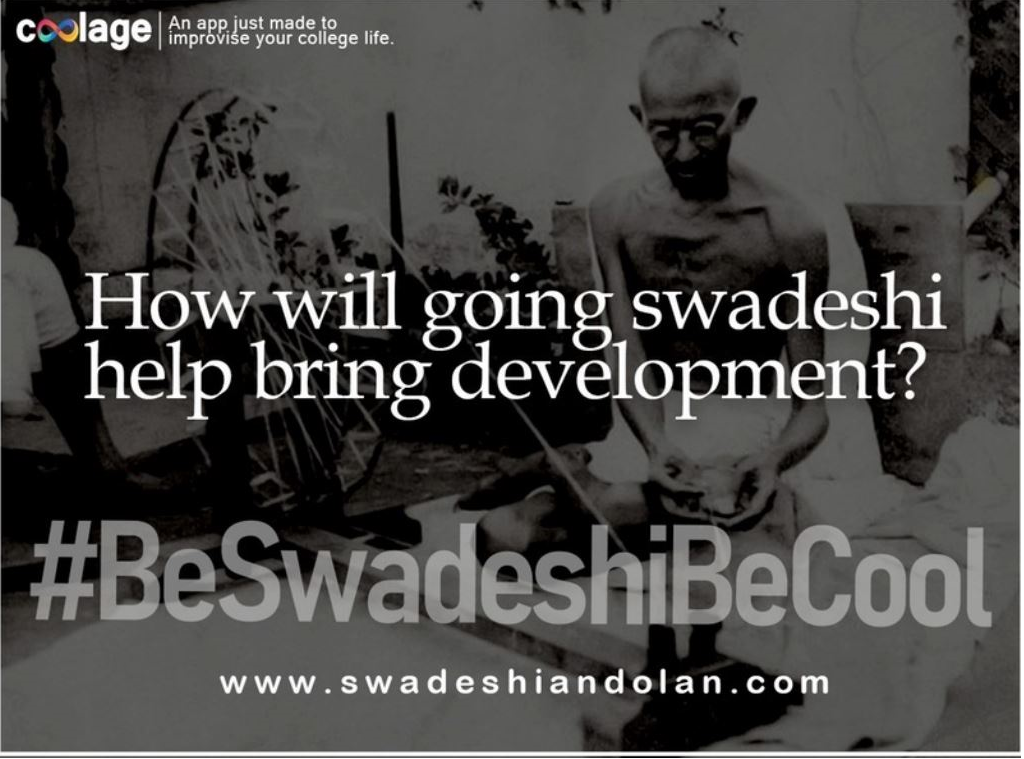 coolage
An app just made to
improvise your college life.
How will going swadeshi
help bring development?
#BeSwadeshiBeCool
www.swadeshiandolan.com